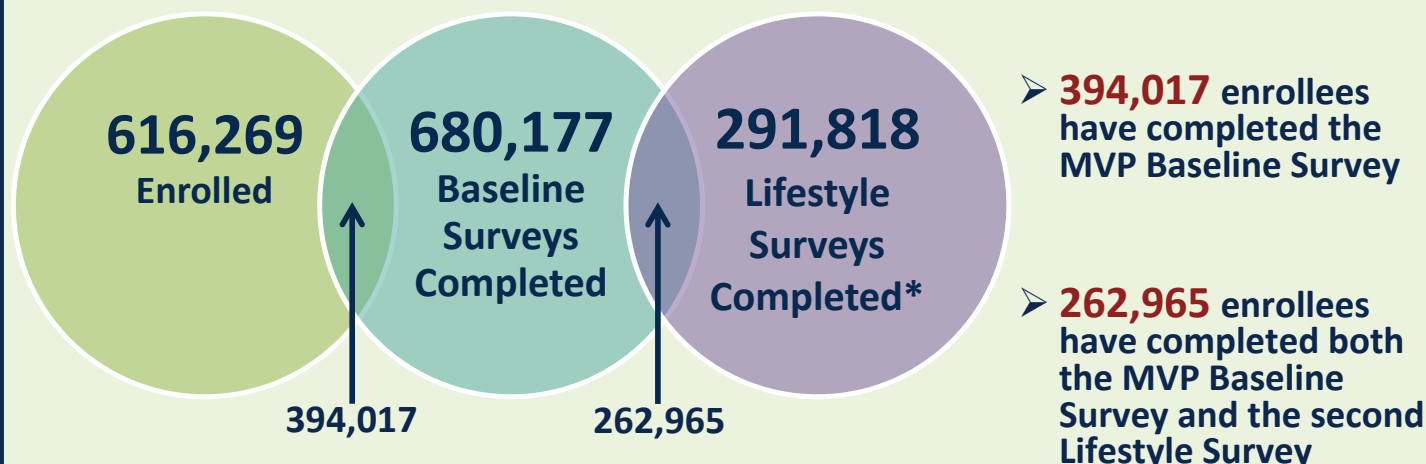 616,269
Enrolled
680,177
Baseline
Surveys
Completed
291,818
Lifestyle
Surveys
Completed*
394,017
262,965
➢ 394,017 enrollees
have completed the
MVP Baseline Survey
➢ 262,965 enrollees
have completed both
the MVP Baseline
Survey and the second
Lifestyle Survey